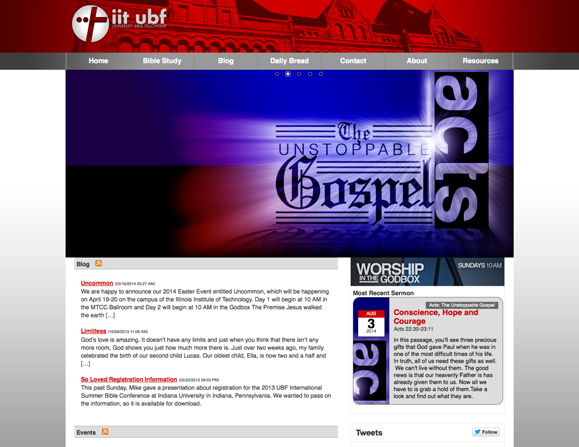 iit ubf
UNIVERSITY BIBLE FELLOWSHIP
Home Bible Study Blog Daily Bread Contact About Resources
The
UNSTOPPABLE
Gospel
acts
Blog
Uncommon (03/19/2014 05:27 AM)
We are happy to announce our 2014 Easter Event entitled Uncommon, which will be happening
on April 19-20 on the campus of the Illinois Institute of Technology. Day 1 will begin at 10 AM in
the MTCC Ballroom and Day 2 will begin at 10 AM in the Godbox The Premise Jesus walked
the earth [...]
Limitless (10/29/2013 11:08 AM)
God's love is amazing. It doesn't have any limits and just when you think that there isn't any
more room, God shows you just how much more there is. Just over two weeks ago, my family
celebrated the birth of our second child Lucas. Our oldest child, Ella, is now two and a half and
[...]
So Loved Registration Information (05/22/2013 09:03 PM)
This past Sunday, Mike gave a presentation about registration for the 2013 UBF International
Summer Bible Conference at Indiana University in Indiana, Pennsylvania. We wanted to pass on
the information, so it is available for download.
Events
WORSHIP
IN THE GODBOX
SUNDAYS 10 AM
Most Recent Sermon
Acts: The Unstoppable Gospel
AUG
3
2014
ac
Conscience, Hope and
Courage
Acts 22:30-23:11
In this passage, you'll see three precious
gifts that God gave Paul when he was in
one of the most difficult times of his life.
In truth, all of us need these gifts as well.
We can't live without them. The good
news is that our heavenly Father is has
already given them to us. Now all we
have to is grab a hold of them.Take a
look and find out what they are.
Tweets
Follow